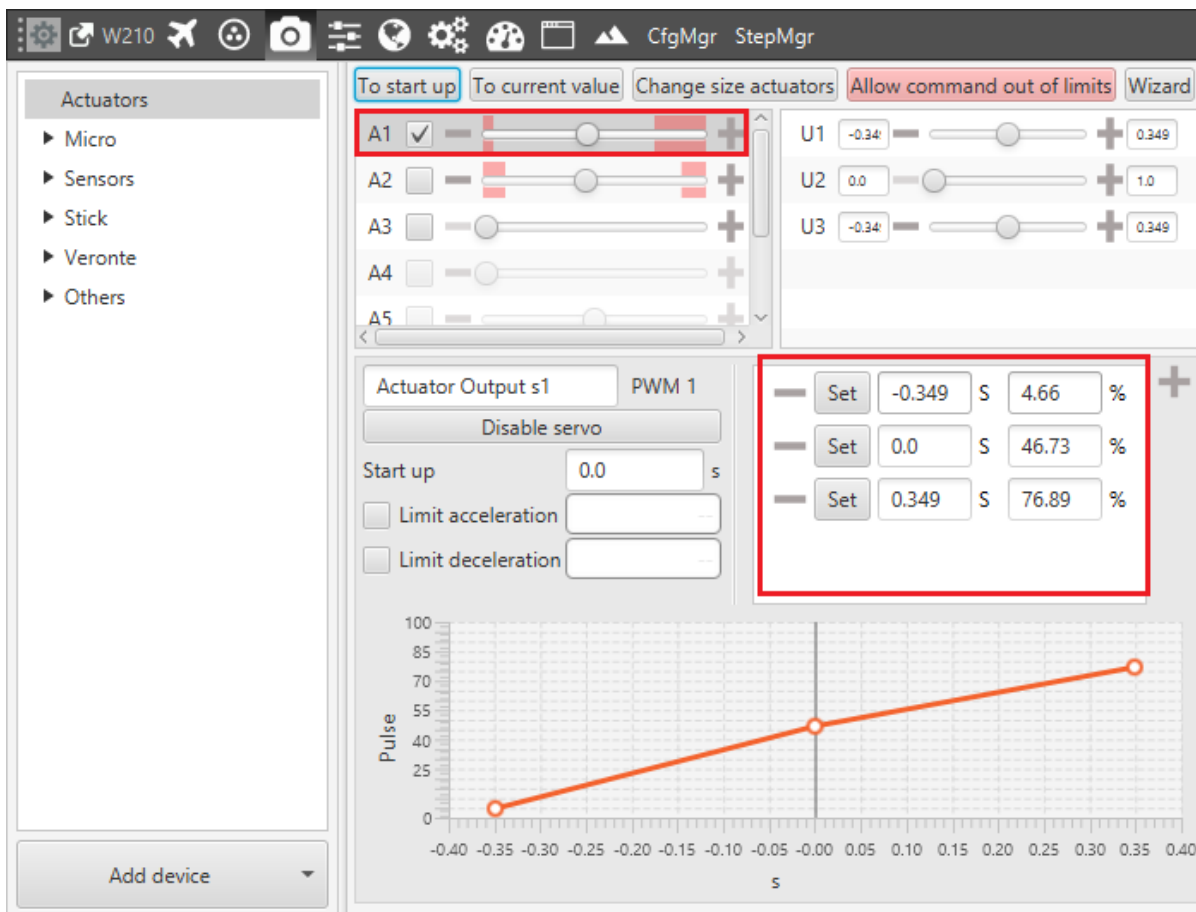 W210 CfgMgr StepMgr
Actuators
Micro
Sensors
Stick
Veronte
Others
Add device
To start up To current value Change size actuators Allow command out of limits Wizard
A1
A2
A3
A4
A5
U1 -0.349 0.349
U2 0.0 1.0
U3 -0.349 0.349
Actuator Output s1 PWM 1
Disable servo
Start up 0.0 s
Limit acceleration --
Limit deceleration --
Set -0.349 S 4.66 %
Set 0.0 S 46.73 %
Set 0.349 S 76.89 %
100
85
70
55
40
25
0
Pulse
-0.40 -0.35 -0.30 -0.25 -0.20 -0.15 -0.10 -0.05 -0.00 0.05 0.10 0.15 0.20 0.25 0.30 0.35 0.40
s